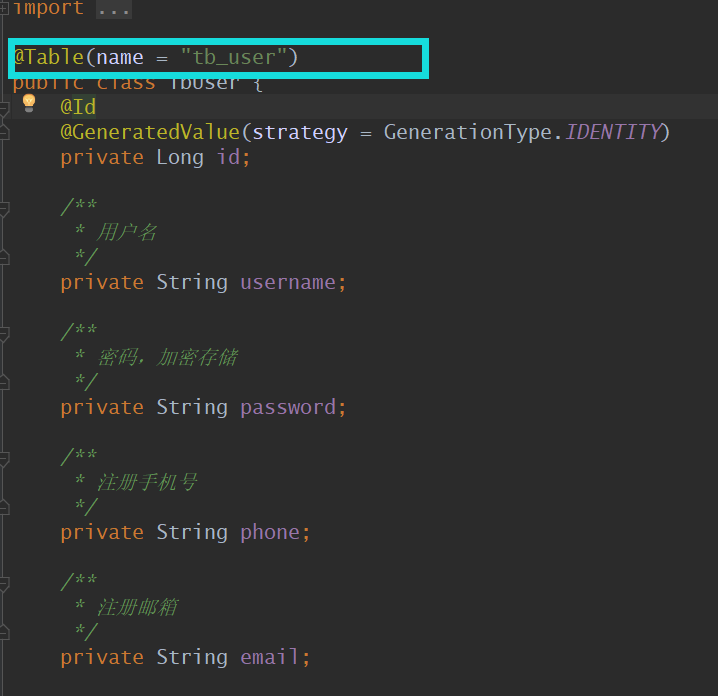 import ...
@Table(name = "tb_user")
public class TbUser {
@Id
@GeneratedValue(strategy = GenerationType.IDENTITY)
private Long id;
/**
* 用户名
*/
private String username;
/**
* 密码，加密存储
*/
private String password;
/**
* 注册手机号
*/
private String phone;
/**
* 注册邮箱
*/
private String email;